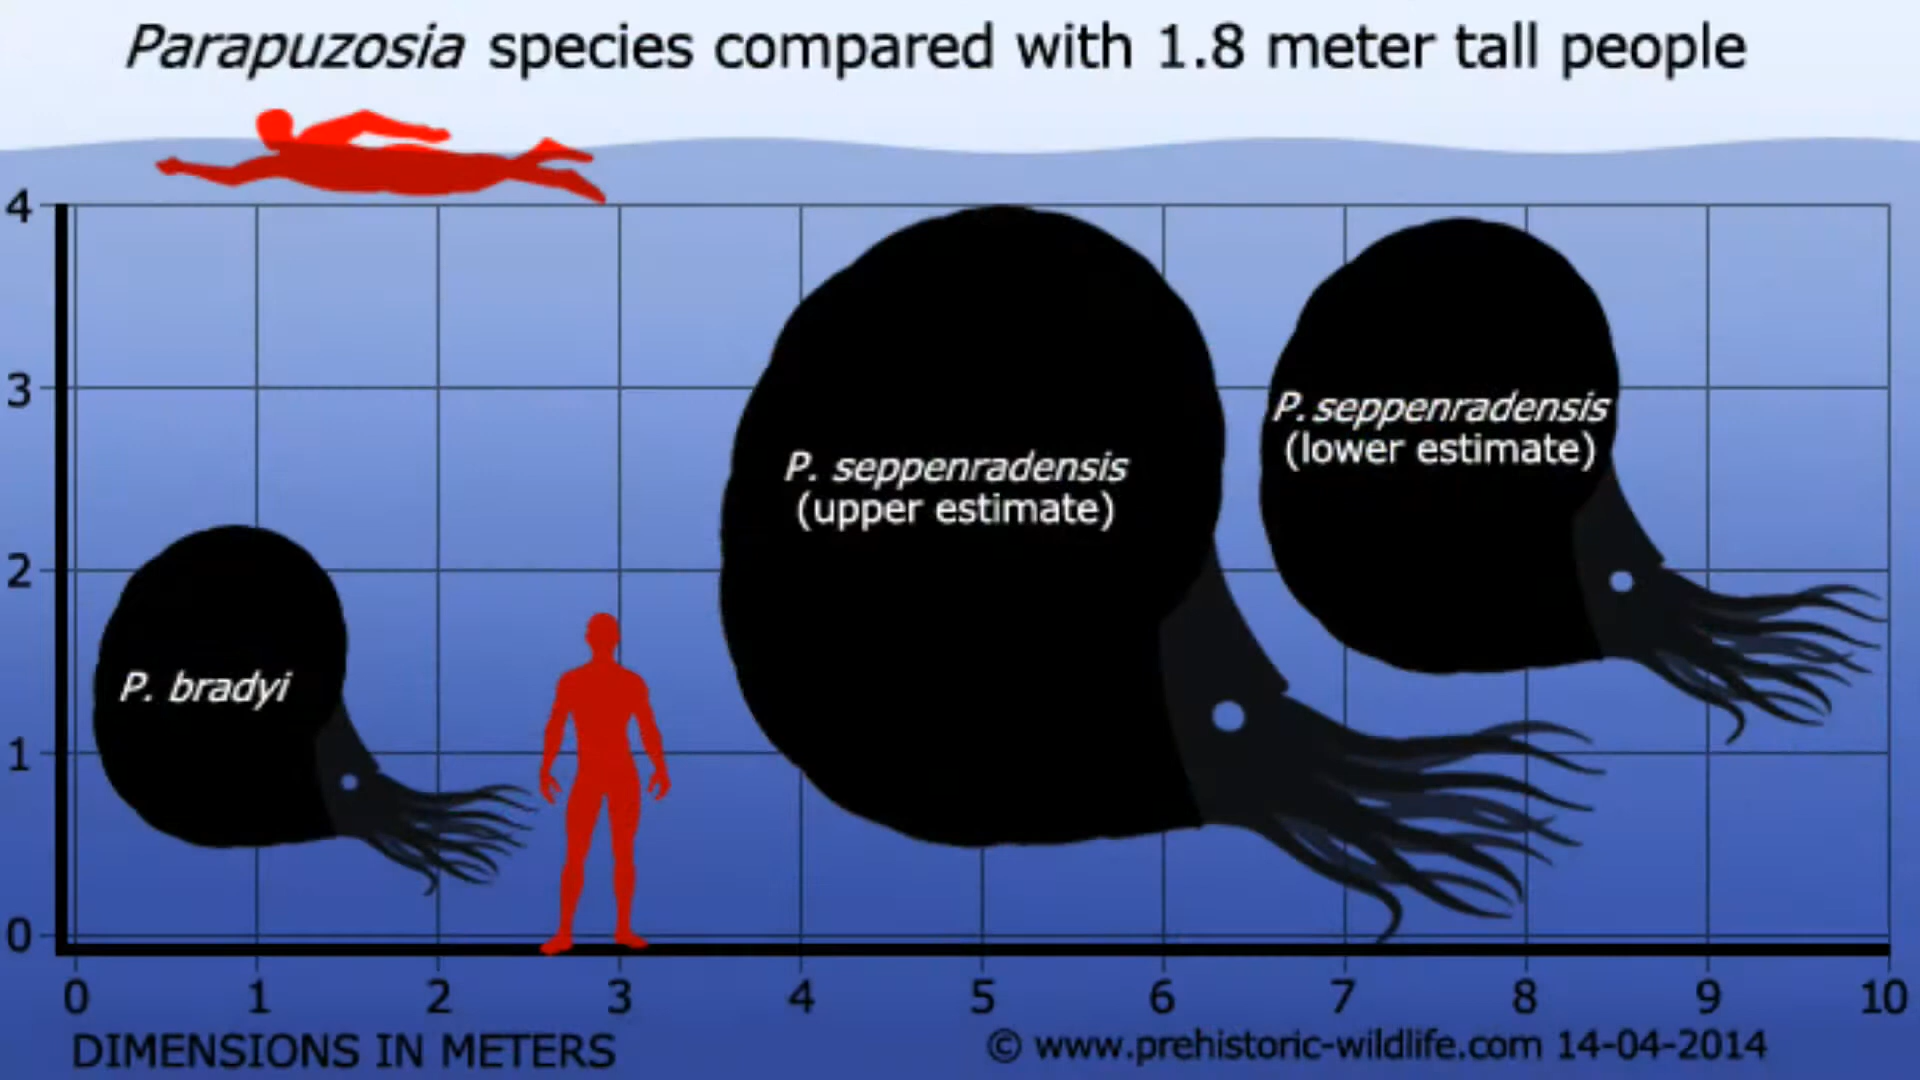 Parapuzosia species compared with 1.8 meter tall people
4
3
P. seppenradensis
(lower estimate)
P. seppenradensis
(upper estimate)
2
P. bradyi
1
0
0 1 2 3 4 5 6 7 8 9 10
DIMENSIONS IN METERS
© www.prehistoric-wildlife.com 14-04-2014